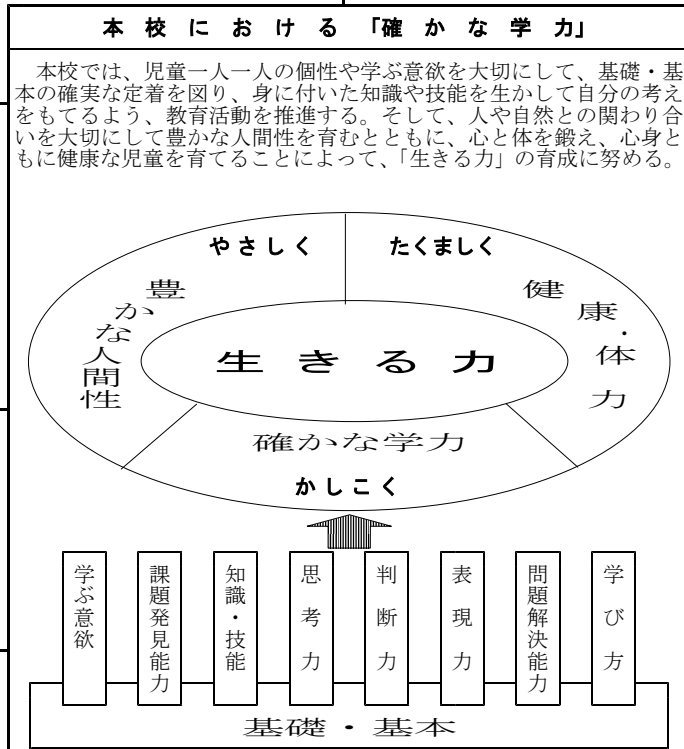 本校における「確かな学力」
本校では、児童一人一人の個性や学ぶ意欲を大切にして、基礎・基
本の確実な定着を図り、身に付いた知識や技能を生かして自分の考え
をもてるよう、教育活動を推進する。そして、人や自然との関わり合
いを大切にして豊かな人間性を育むとともに、心と体を鍛え、心身と
もに健康な児童を育てることによって、「生きる力」の育成に努める。
やさしく
たくましく
豊かな人間性
健康・体力
生きる力
確かな学力
かしこく
学ぶ意欲
課題発見能力
知識・技能
思考力
判断力
表現力
問題解決能力
学び方
基礎・基本